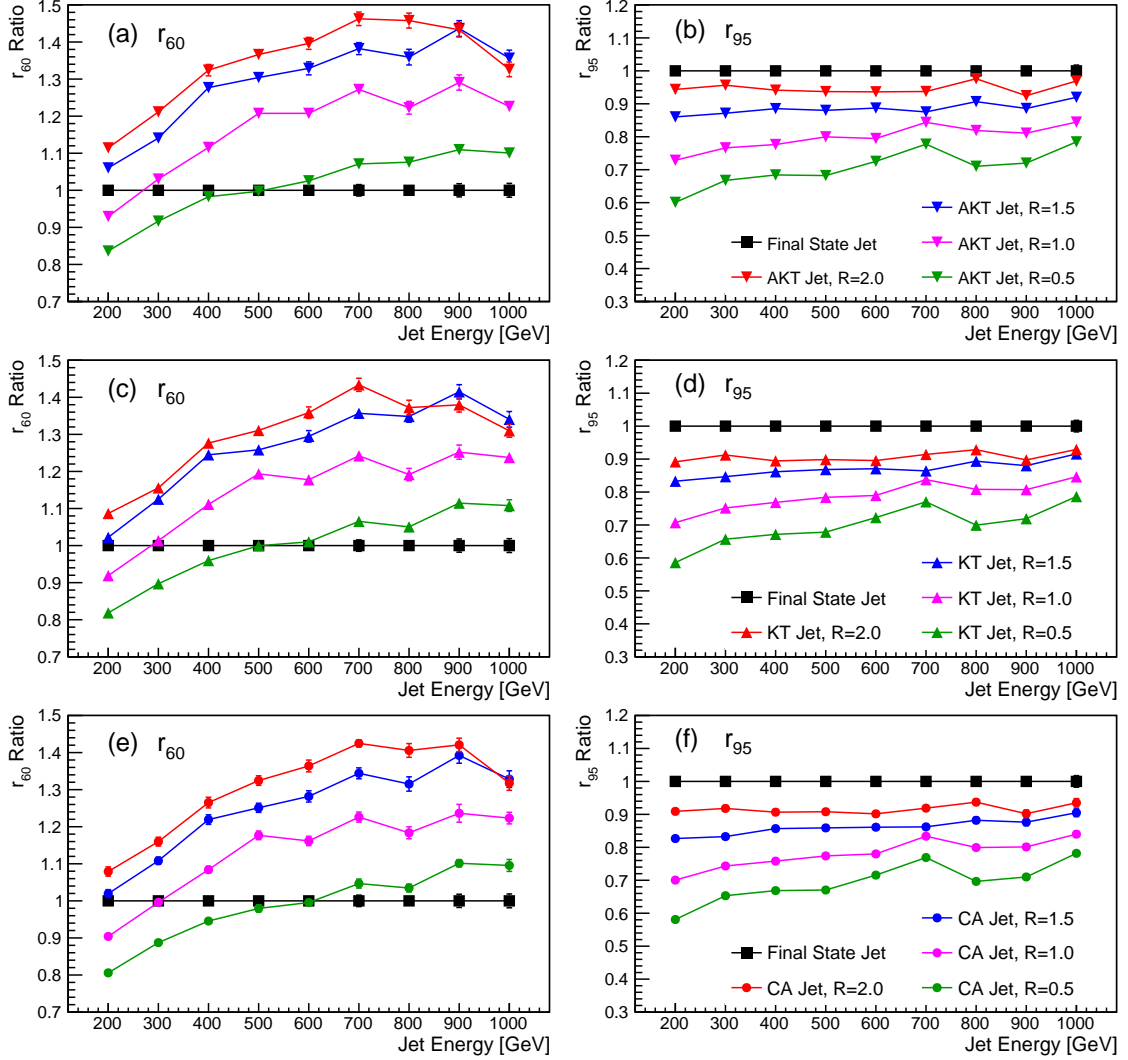 (a) r60
r60 Ratio
1.5
1.4
1.3
1.2
1.1
1
0.9
0.8
0.7
200 300 400 500 600 700 800 900 1000
Jet Energy [GeV]
(b) r95
r95 Ratio
1.2
1.1
1.0
0.9
0.8
0.7
0.6
0.5
0.4
0.3
AKT Jet, R=1.5
Final State Jet
AKT Jet, R=1.0
AKT Jet, R=2.0
AKT Jet, R=0.5
200 300 400 500 600 700 800 900 1000
Jet Energy [GeV]
(c) r60
r60 Ratio
1.5
1.4
1.3
1.2
1.1
1
0.9
0.8
0.7
200 300 400 500 600 700 800 900 1000
Jet Energy [GeV]
(d) r95
r95 Ratio
1.2
1.1
1.0
0.9
0.8
0.7
0.6
0.5
0.4
0.3
KT Jet, R=1.5
Final State Jet
KT Jet, R=1.0
KT Jet, R=2.0
KT Jet, R=0.5
200 300 400 500 600 700 800 900 1000
Jet Energy [GeV]
(e) r60
r60 Ratio
1.5
1.4
1.3
1.2
1.1
1
0.9
0.8
0.7
200 300 400 500 600 700 800 900 1000
Jet Energy [GeV]
(f) r95
r95 Ratio
1.2
1.1
1.0
0.9
0.8
0.7
0.6
0.5
0.4
0.3
CA Jet, R=1.5
Final State Jet
CA Jet, R=1.0
CA Jet, R=2.0
CA Jet, R=0.5
200 300 400 500 600 700 800 900 1000
Jet Energy [GeV]